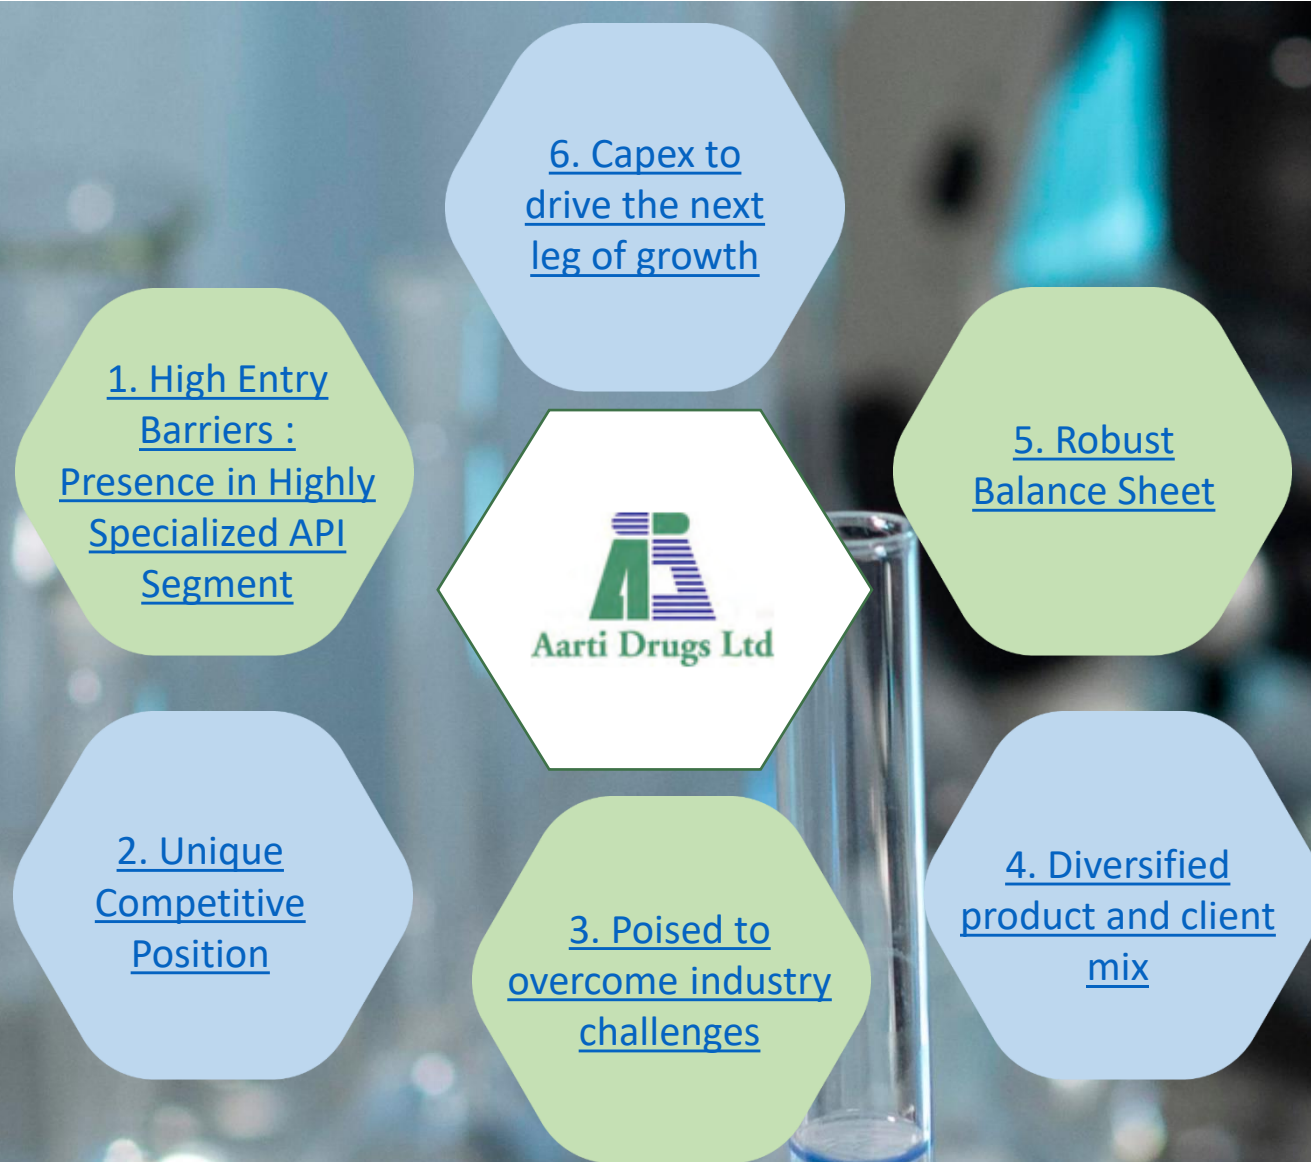 6. Capex to
drive the next
leg of growth
1. High Entry
Barriers :
Presence in Highly
Specialized API
Segment
5. Robust
Balance Sheet
Aarti Drugs Ltd
2. Unique
Competitive
Position
3. Poised to
overcome industry
challenges
4. Diversified
product and client
mix